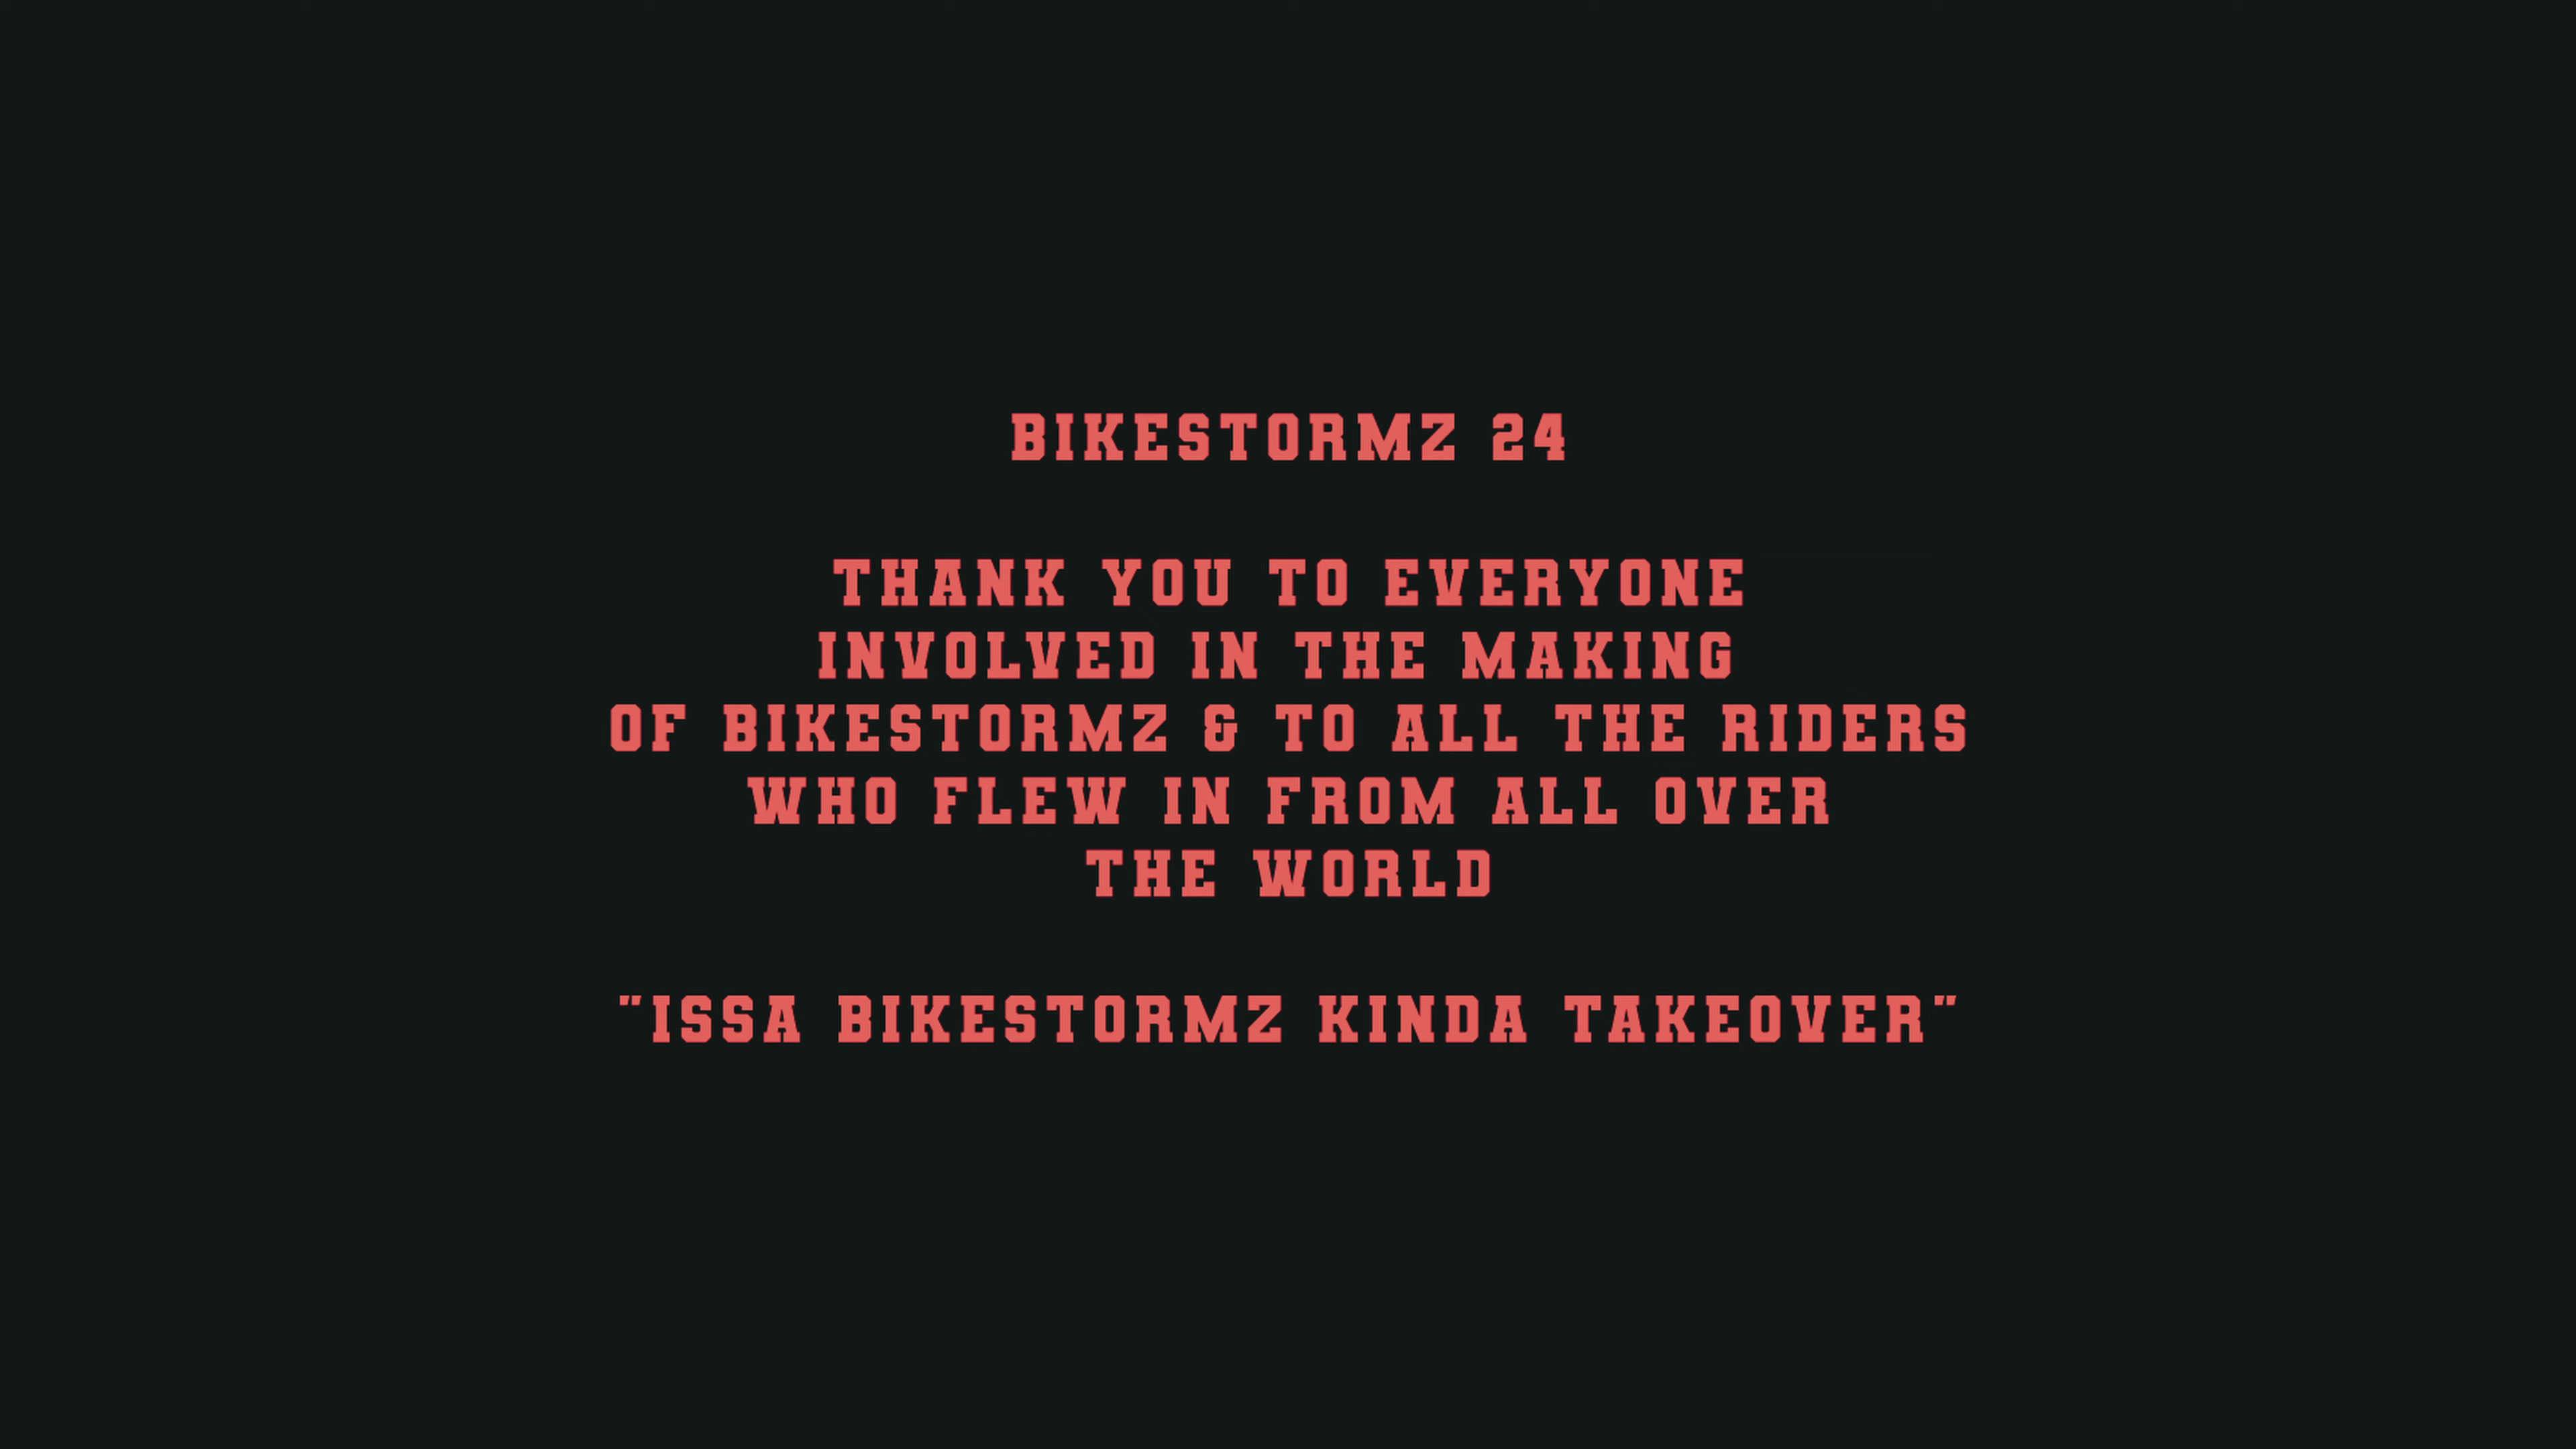 BIKESTORMZ 24
THANK YOU TO EVERYONE
INVOLVED IN THE MAKING
OF BIKESTORMZ & TO ALL THE RIDERS
WHO FLEW IN FROM ALL OVER
THE WORLD
"ISSA BIKESTORMZ KINDA TAKEOVER"